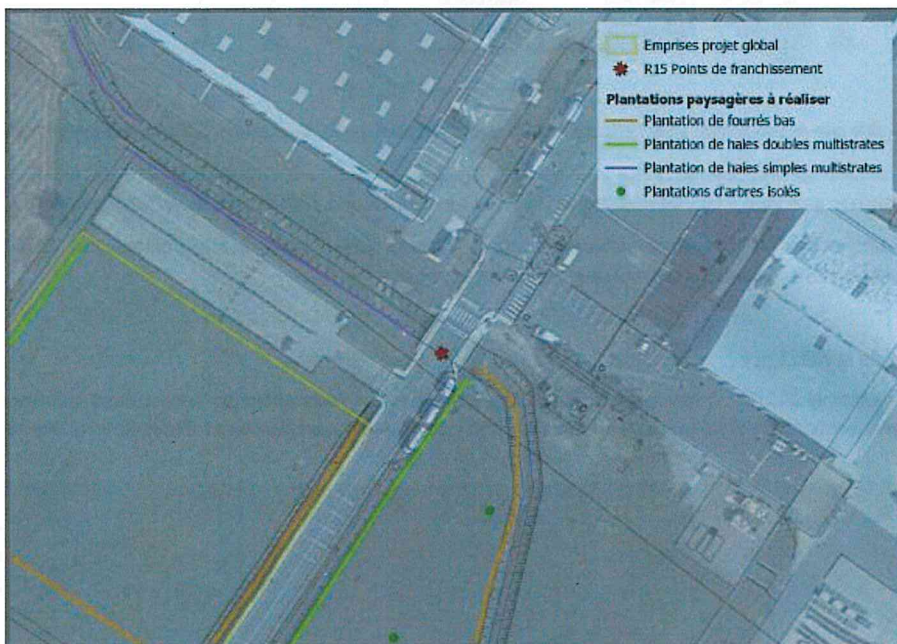 Emprises projet global
R15 Points de franchissement
Plantations paysagères à réaliser
Plantation de fourrés bas
Plantation de haies doubles multistrates
Plantation de haies simples multistrates
Plantations d'arbres isolés